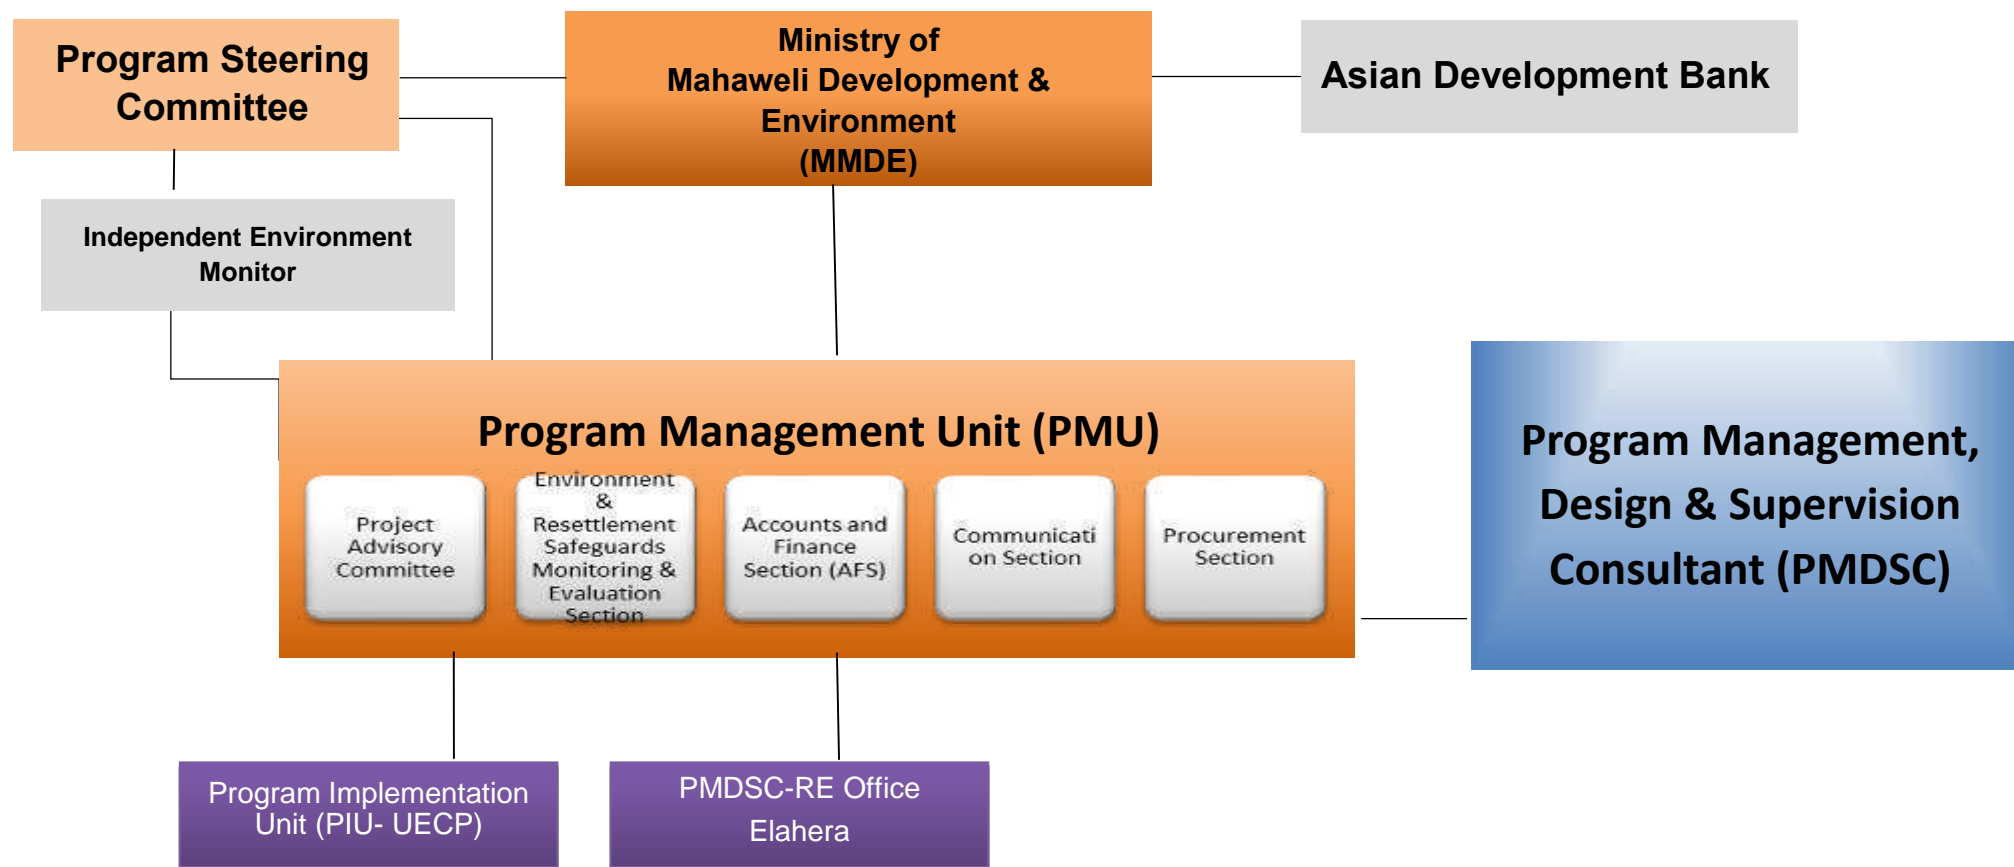 Program Steering
Committee
Ministry of
Mahaweli Development &
Environment
(MMDE)
Asian Development Bank
Independent Environment
Monitor
Program Management Unit (PMU)
Project
Advisory
Committee
Environment
&
Resettlement
Safeguards
Monitoring &
Evaluation
Section
Accounts and
Finance
Section (AFS)
Communicati
on Section
Procurement
Section
Program Management,
Design & Supervision
Consultant (PMDSC)
Program Implementation
Unit (PIU- UECP)
PMDSC-RE Office
Elahera